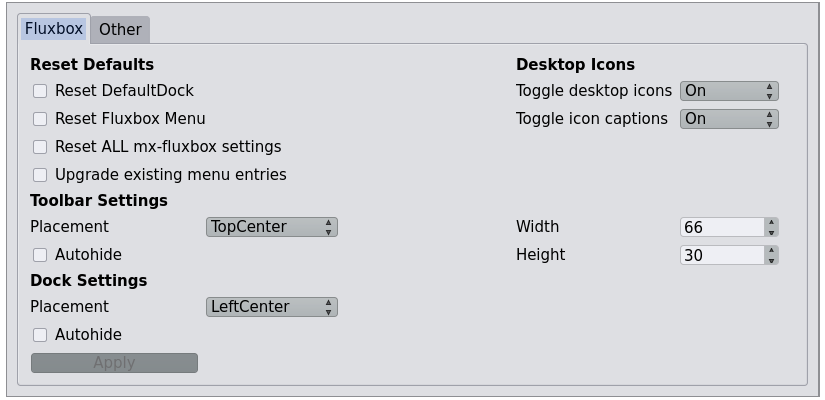 Fluxbox Other
Reset Defaults Desktop Icons
Reset DefaultDock Toggle desktop icons On
Reset Fluxbox Menu Toggle icon captions On
Reset ALL mx-fluxbox settings
Upgrade existing menu entries
Toolbar Settings
Placement TopCenter Width 66
Autohide Height 30
Dock Settings
Placement LeftCenter
Autohide
Apply